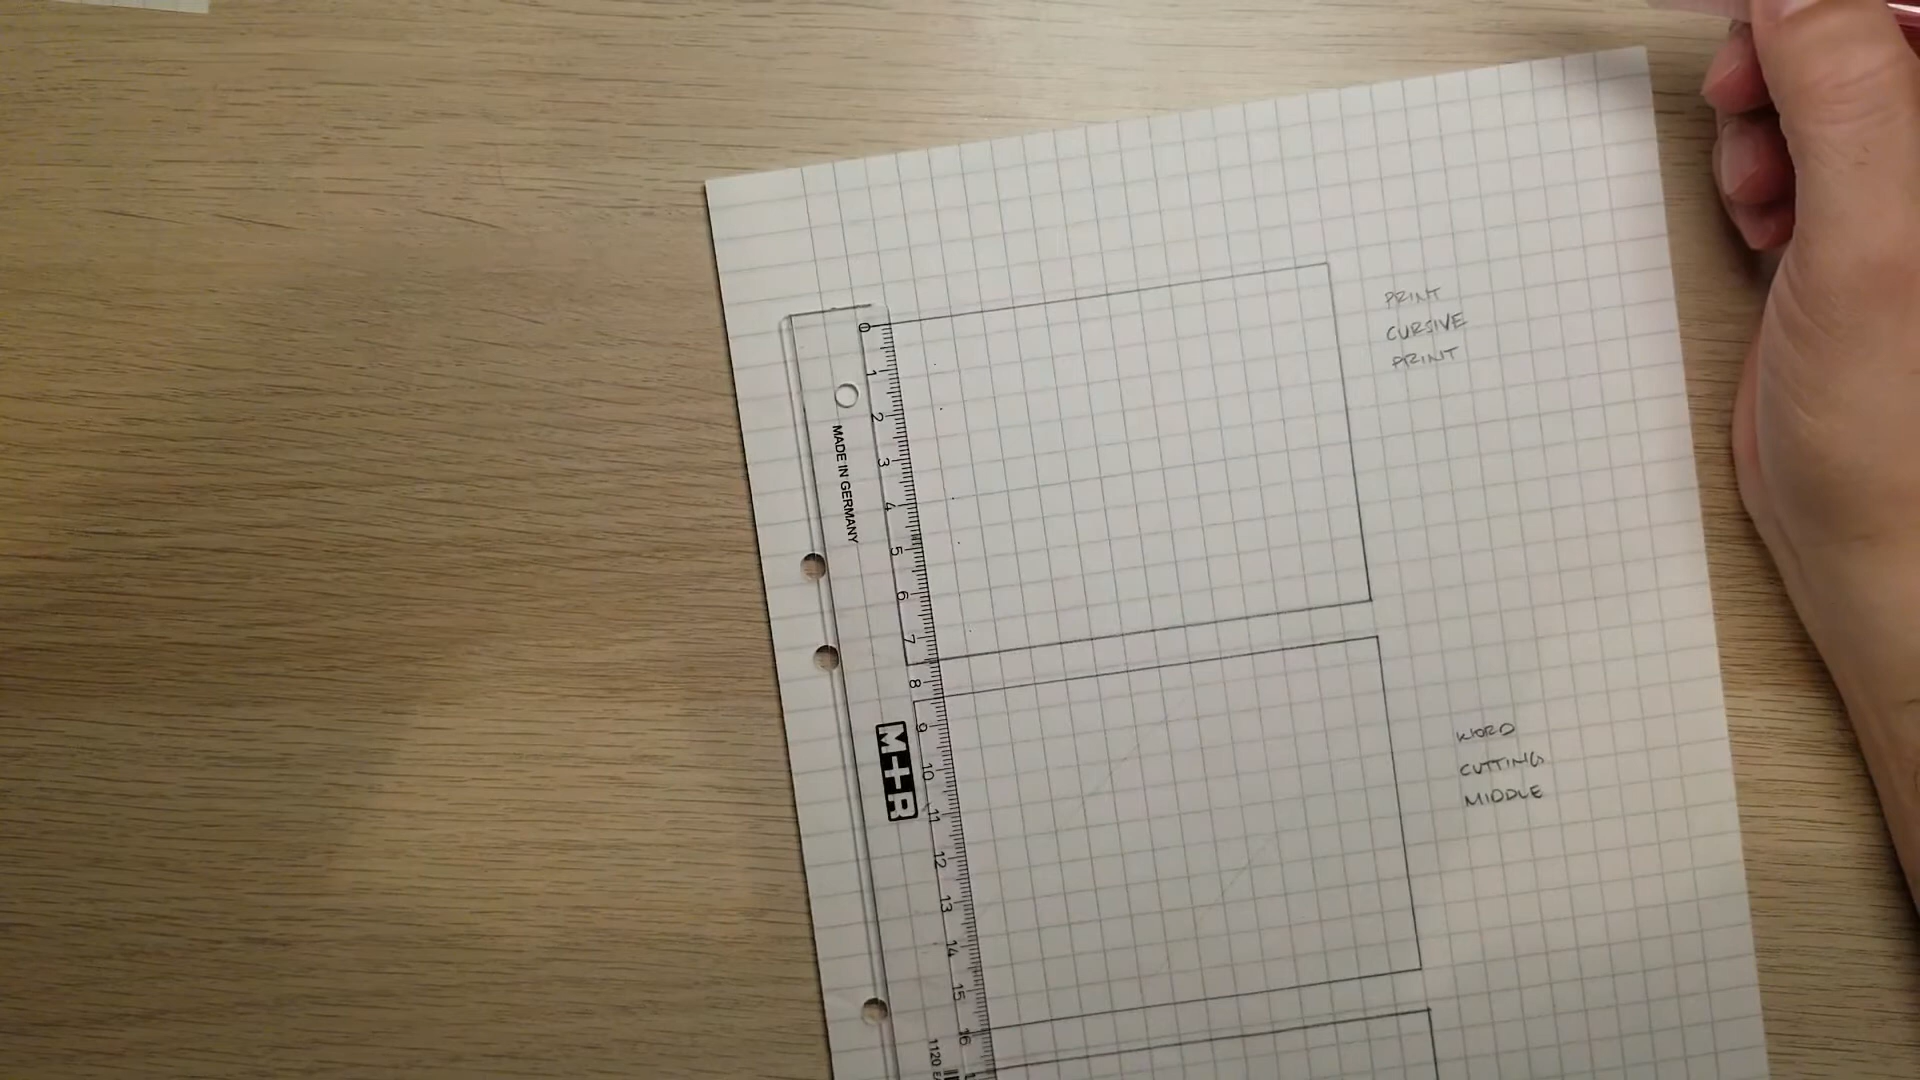 PRINT
CURSIVE
PRINT
WORD
CUTTING
MIDDLE
0 1 2 3 4 5 6 7 8 9 10 11 12 13 14 15 16
MADE IN GERMANY
M+R
1120